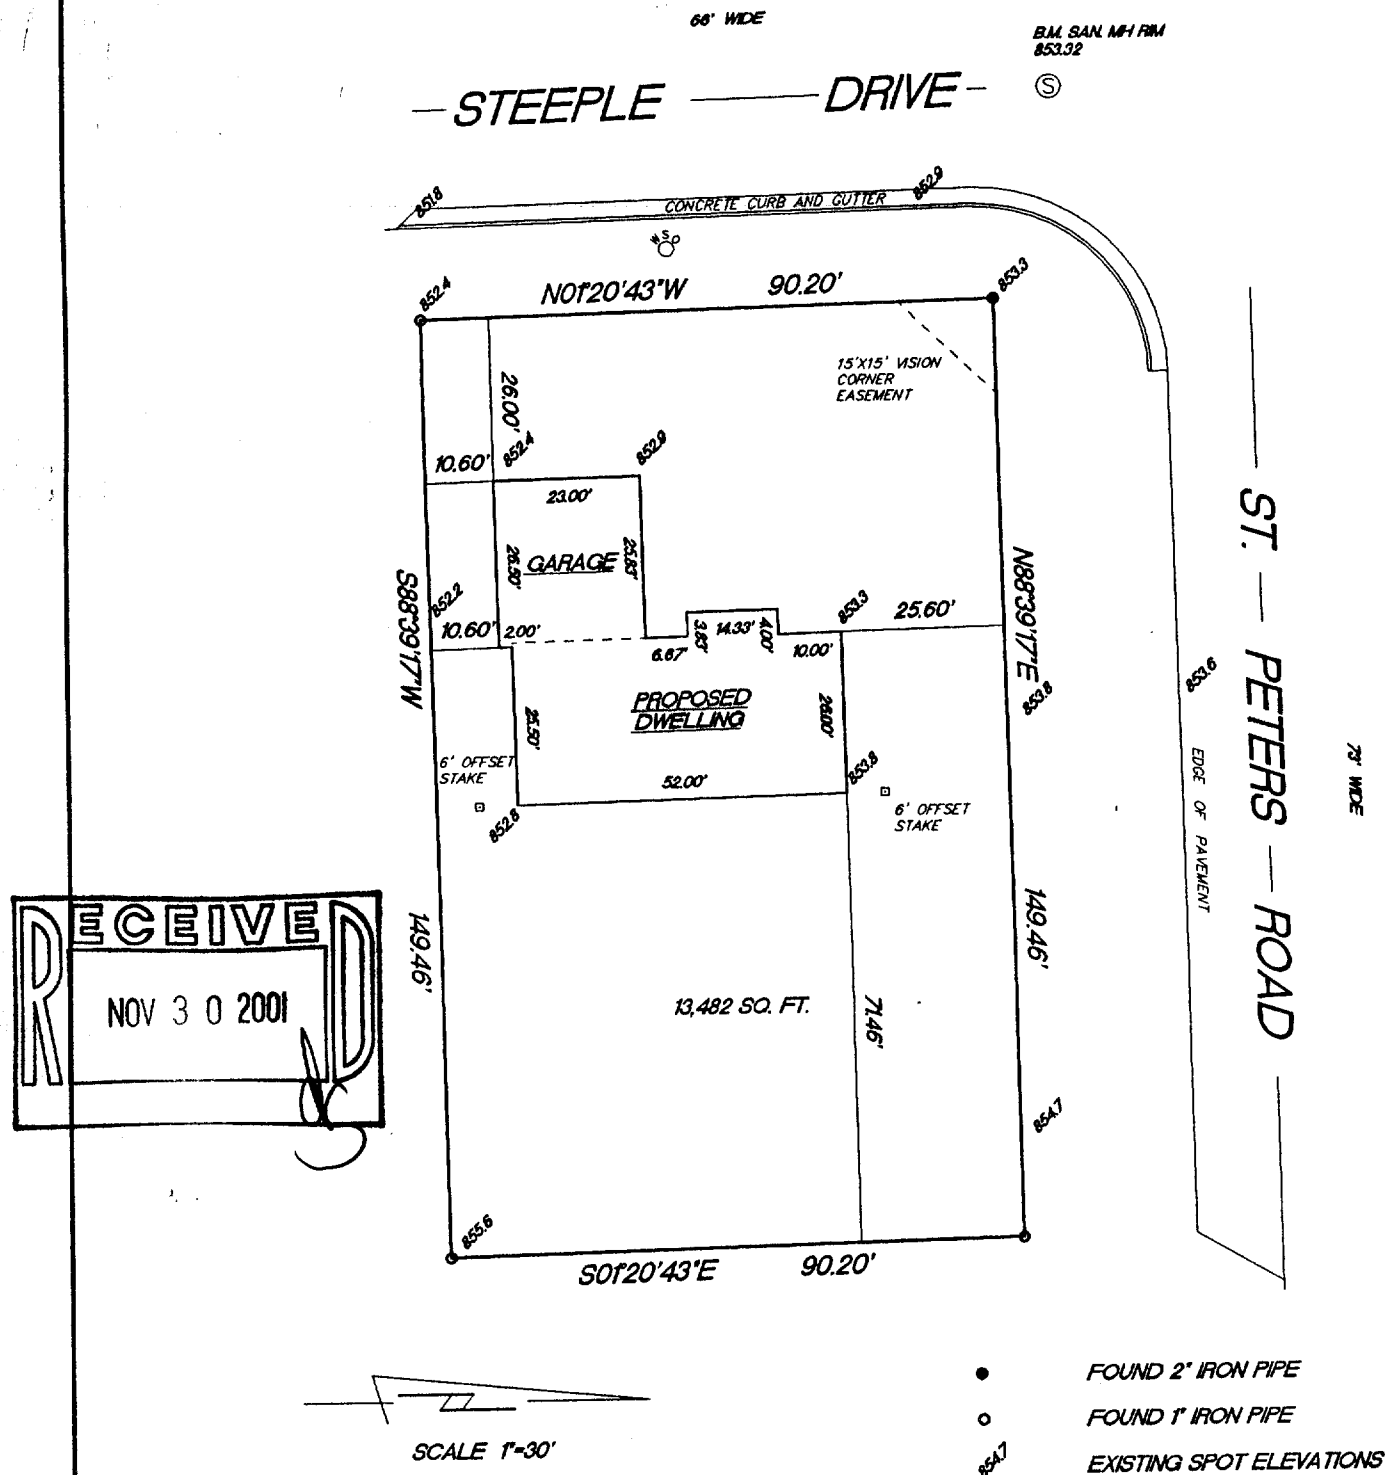 66' WIDE
B.M. SAN. MH RIM
853.32
S
STEEPLE DRIVE
851.8
852.9
CONCRETE CURB AND GUTTER
WSO
852.4
N01°20'43"W 90.20'
853.3
15'X15' VISION
CORNER
EASEMENT
26.00'
852.4
852.9
10.60'
23.00'
GARAGE
26.50'
25.83'
S88°39'17"W
852.2
N88°39'17"E
853.3
25.60'
10.60'
2.00'
6.67'
3.83'
14.33'
4.00'
10.00'
PROPOSED
DWELLING
25.50'
26.00'
853.8
853.6
ST. PETERS ROAD
73' WIDE
EDGE OF PAVEMENT
6' OFFSET
STAKE
52.00'
853.8
852.8
6' OFFSET
STAKE
RECEIVED
NOV 30 2001
149.46'
149.46'
13,482 SQ. FT.
71.46'
854.7
855.6
S01°20'43"E 90.20'
SCALE 1"=30'
FOUND 2" IRON PIPE
FOUND 1" IRON PIPE
854.7 EXISTING SPOT ELEVATIONS